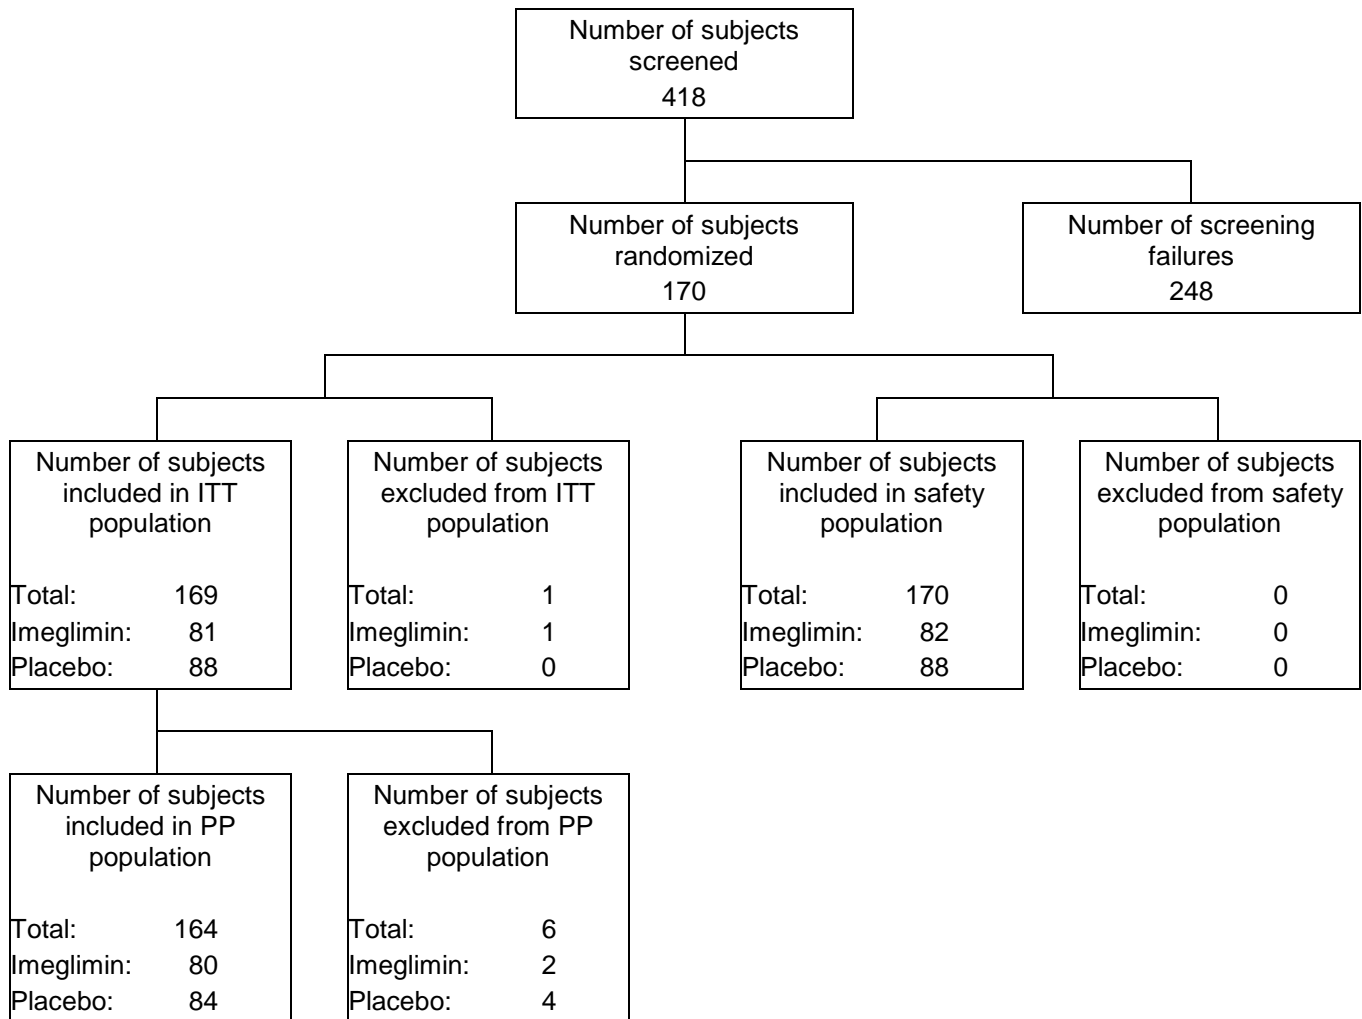 Number of subjects
screened
418
Number of subjects
randomized
170
Number of screening
failures
248
Number of subjects
included in ITT
population
Total: 169
Imeglimin: 81
Placebo: 88
Number of subjects
excluded from ITT
population
Total: 1
Imeglimin: 1
Placebo: 0
Number of subjects
included in safety
population
Total: 170
Imeglimin: 82
Placebo: 88
Number of subjects
excluded from safety
population
Total: 0
Imeglimin: 0
Placebo: 0
Number of subjects
included in PP
population
Total: 164
Imeglimin: 80
Placebo: 84
Number of subjects
excluded from PP
population
Total: 6
Imeglimin: 2
Placebo: 4